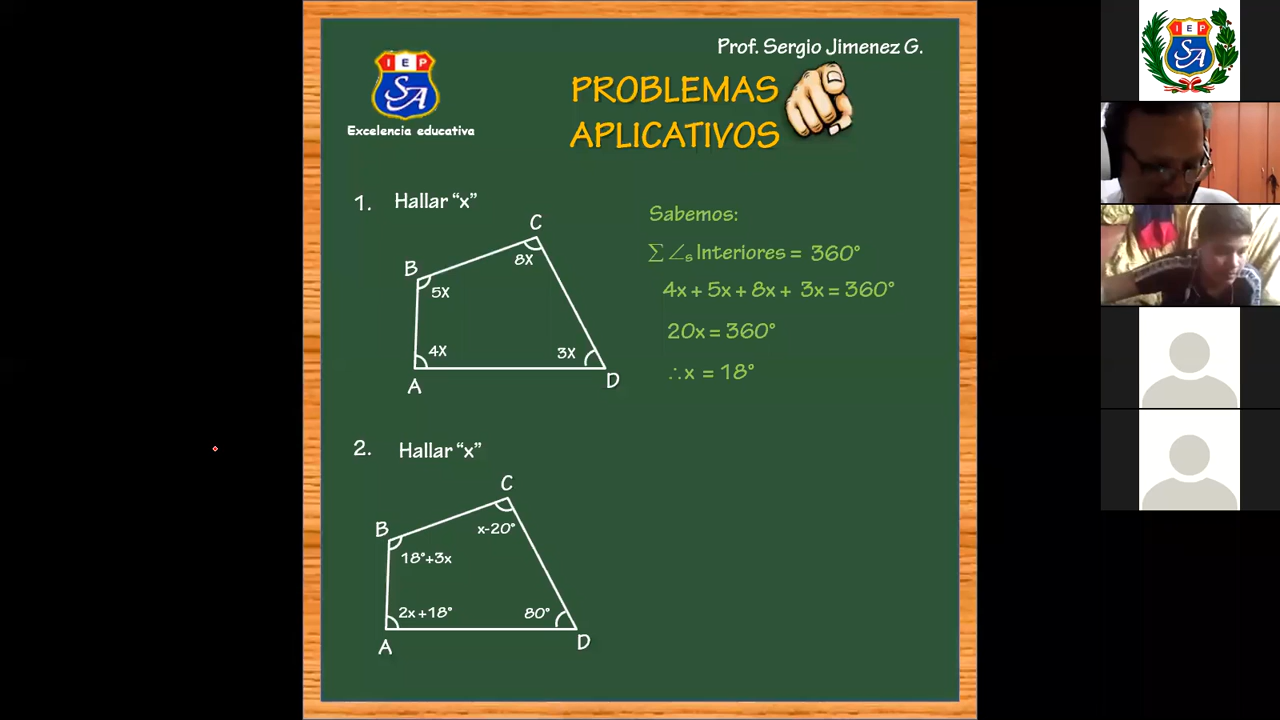 Prof. Sergio Jimenez G.
I E P
SA
Excelencia educativa
PROBLEMAS
APLICATIVOS
1. Hallar “x”
C
8X
B
5X
4X
3X
A
D
Sabemos:
∑ ∠s Interiores = 360°
4x + 5x + 8x + 3x = 360°
20x = 360°
∴x = 18°
2. Hallar “x”
C
x-20°
B
18°+3x
2x+18°
80°
A
D
I E P
SA